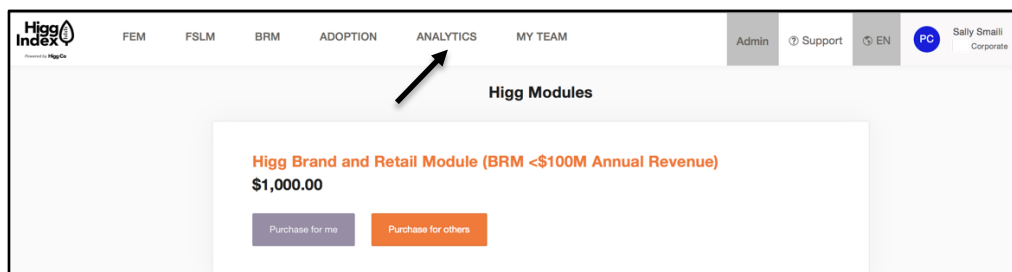 Higg Index
Powered by Higg Co
FEM FSLM BRM ADOPTION ANALYTICS MY TEAM Admin Support EN PC Sally Smaili
Corporate
Higg Modules
Higg Brand and Retail Module (BRM <$100M Annual Revenue)
$1,000.00
Purchase for me Purchase for others